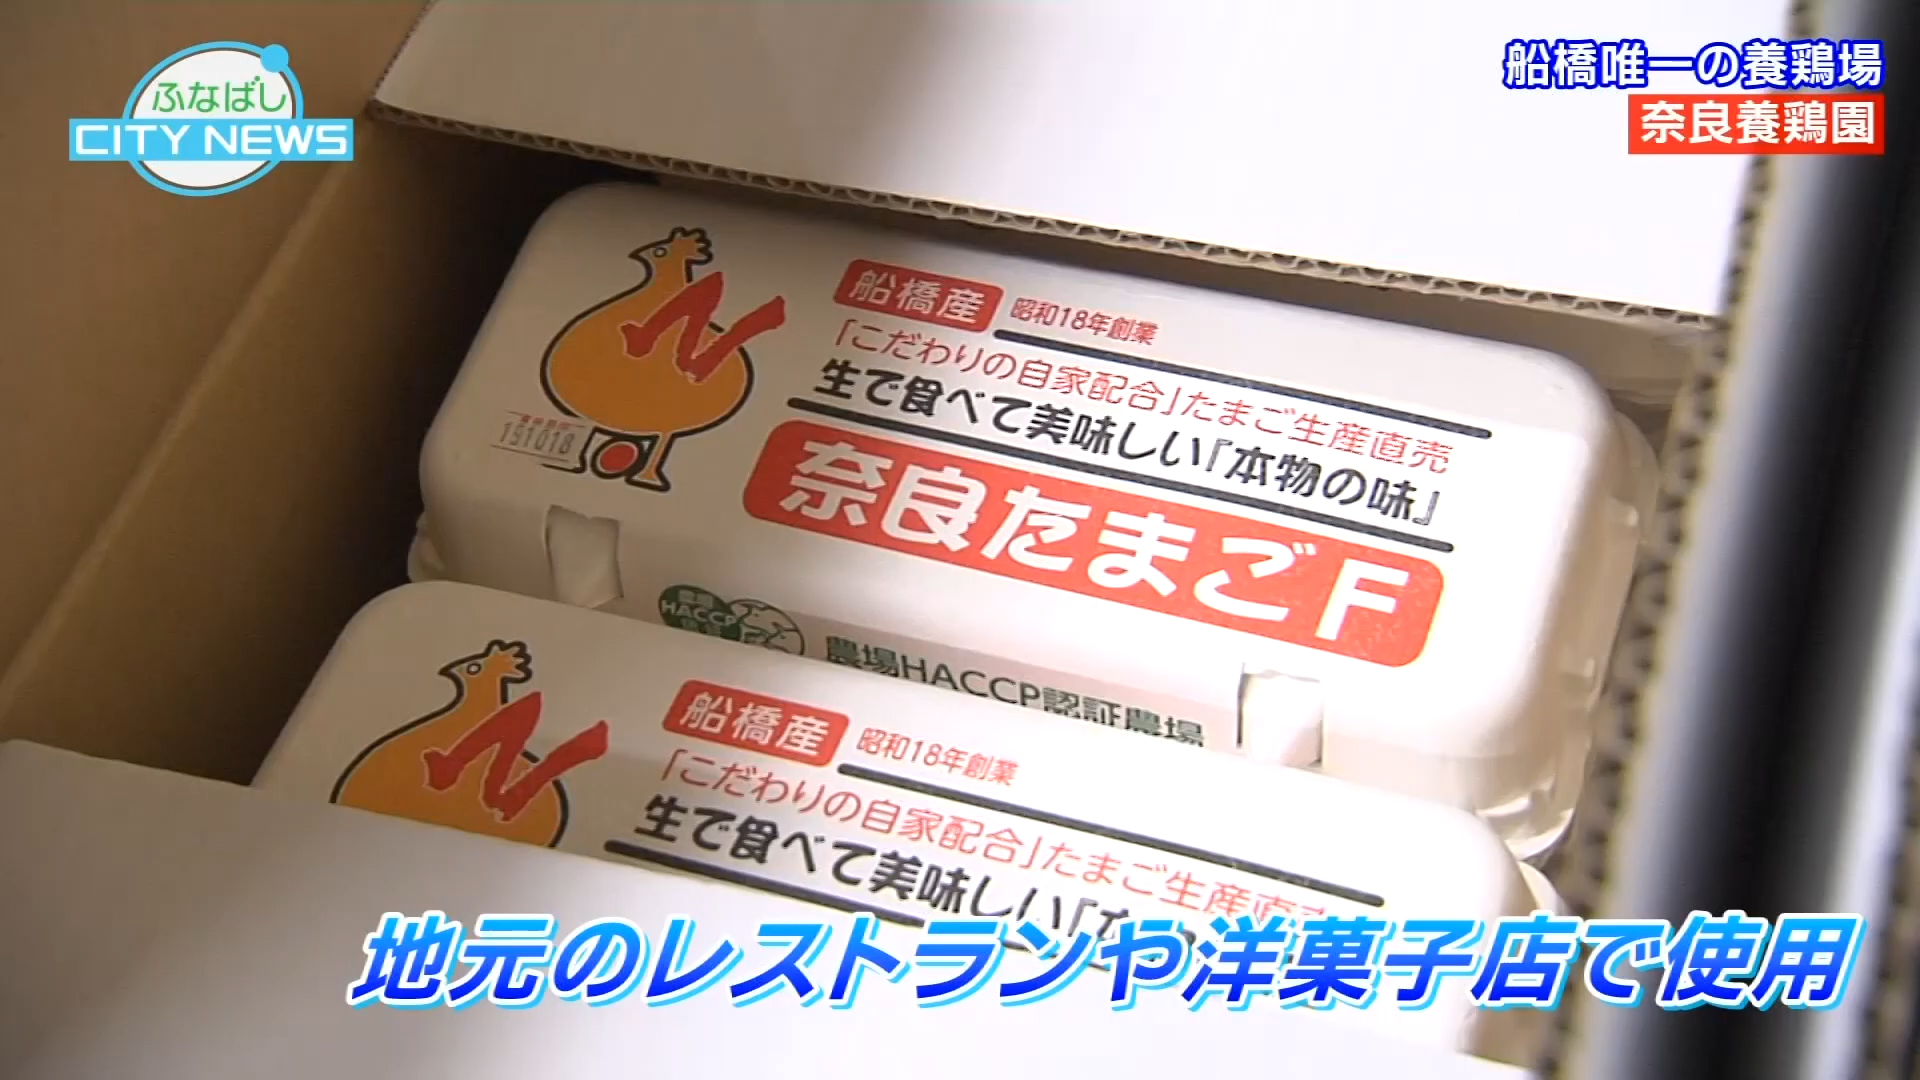 ふなばし
CITY NEWS
船橋唯一の養鶏場
奈良養鶏園
船橋産
昭和18年創業
「こだわりの自家配合」たまご生産直売
生で食べて美味しい「本物の味」
奈良たまごF
191018
HACCP
農場HACCP認証農場
船橋産
昭和18年創業
「こだわりの自家配合」たまご生産直売
生で食べて美味しい「本
地元のレストランや洋菓子店で使用